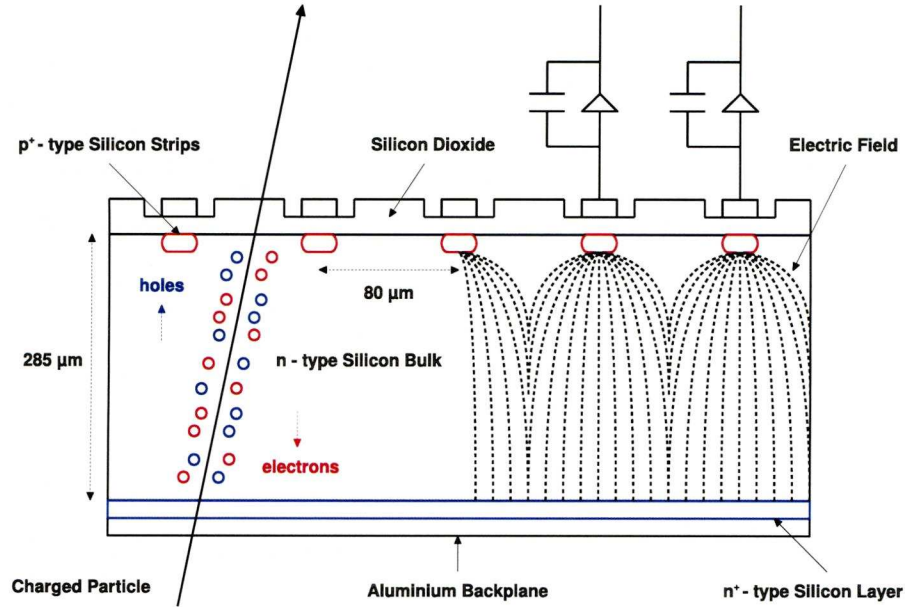 p⁺- type Silicon Strips
Silicon Dioxide
Electric Field
holes
80 µm
285 µm
n - type Silicon Bulk
electrons
Charged Particle
Aluminium Backplane
n⁺- type Silicon Layer